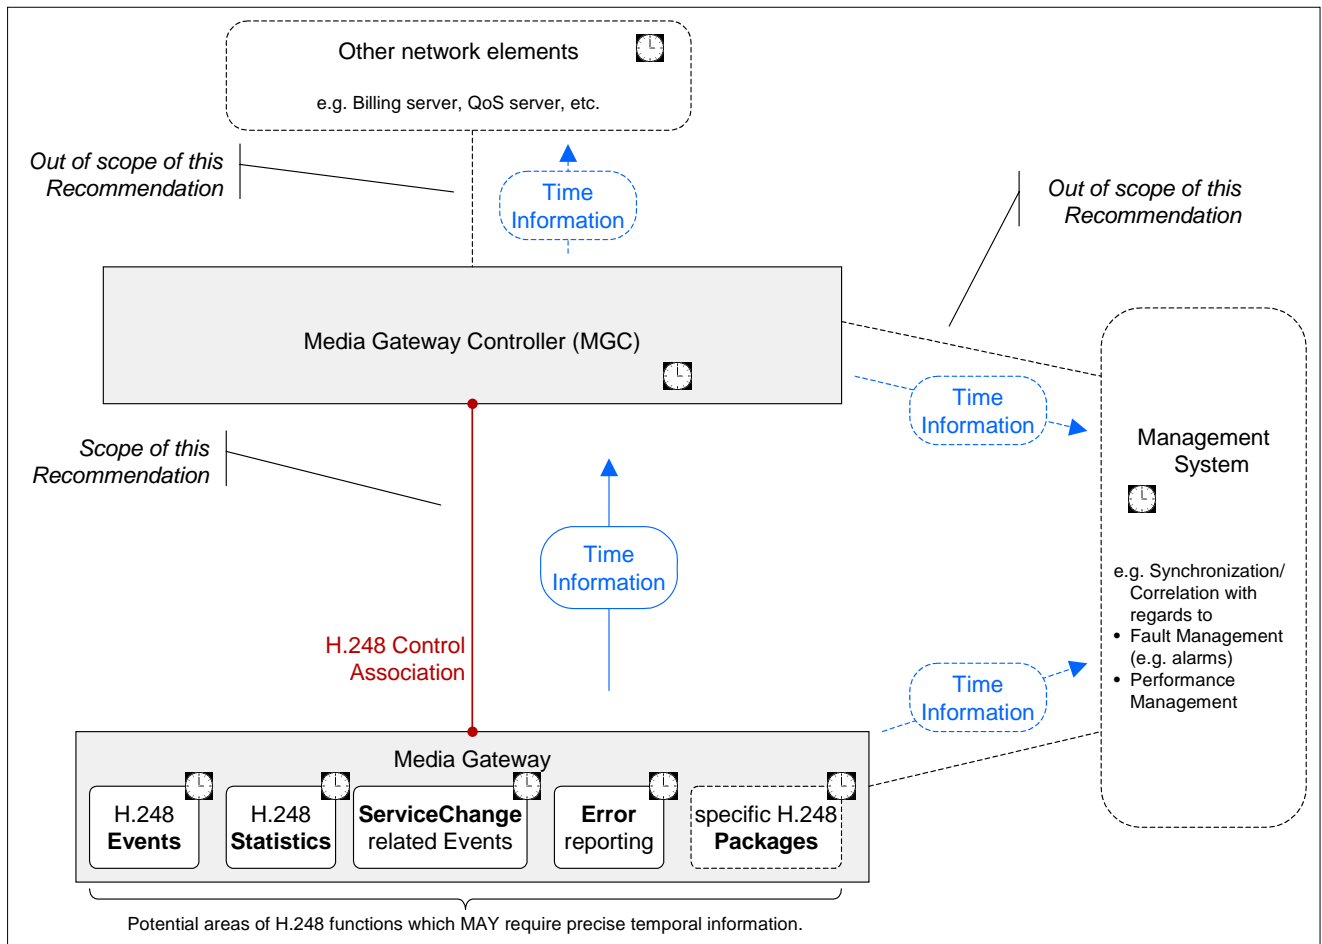 Other network elements
e.g. Billing server, QoS server, etc.
Out of scope of this
Recommendation
Time
Information
Out of scope of this
Recommendation
Media Gateway Controller (MGC)
Time
Information
Scope of this
Recommendation
Management
System
Time
Information
e.g. Synchronization/
Correlation with
regards to
• Fault Management
(e.g. alarms)
• Performance
Management
H.248 Control
Association
Time
Information
Media Gateway
H.248
Events
H.248
Statistics
ServiceChange
related Events
Error
reporting
specific H.248
Packages
Potential areas of H.248 functions which MAY require precise temporal information.